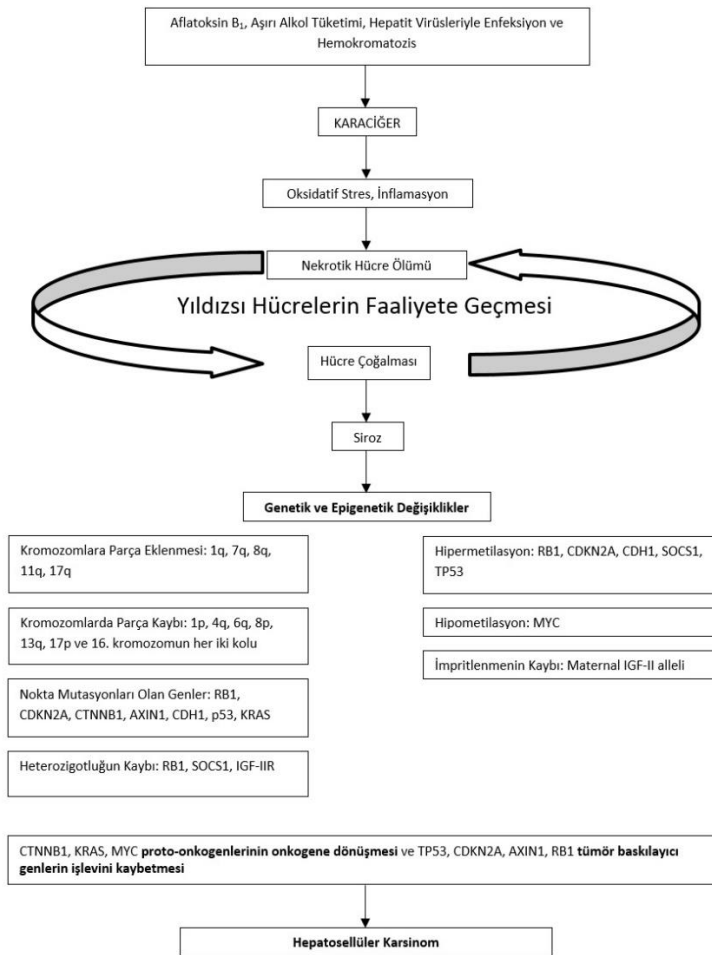 Aflatoksin B₁, Aşırı Alkol Tüketimi, Hepatit Virüsleriyle Enfeksiyon ve
Hemokromatozis
KARACİĞER
Oksidatif Stres, İnflamasyon
Nekrotik Hücre Ölümü
Yıldızsı Hücrelerin Faaliyete Geçmesi
Hücre Çoğalması
Siroz
Genetik ve Epigenetik Değişiklikler
Kromozomlara Parça Eklenmesi: 1q, 7q, 8q,
11q, 17q
Kromozomlarda Parça Kaybı: 1p, 4q, 6q, 8p,
13q, 17p ve 16. kromozomun her iki kolu
Nokta Mutasyonları Olan Genler: RB1,
CDKN2A, CTNNB1, AXIN1, CDH1, p53, KRAS
Heterozigotluğun Kaybı: RB1, SOCS1, IGF-IIR
Hipermetilasyon: RB1, CDKN2A, CDH1, SOCS1,
TP53
Hipometilasyon: MYC
İmpritlenmenin Kaybı: Maternal IGF-II alleli
CTNNB1, KRAS, MYC proto-onkogenlerinin onkogene dönüşmesi ve TP53, CDKN2A, AXIN1, RB1 tümör baskılayıcı
genlerin işlevini kaybetmesi
Hepatosellüler Karsinom